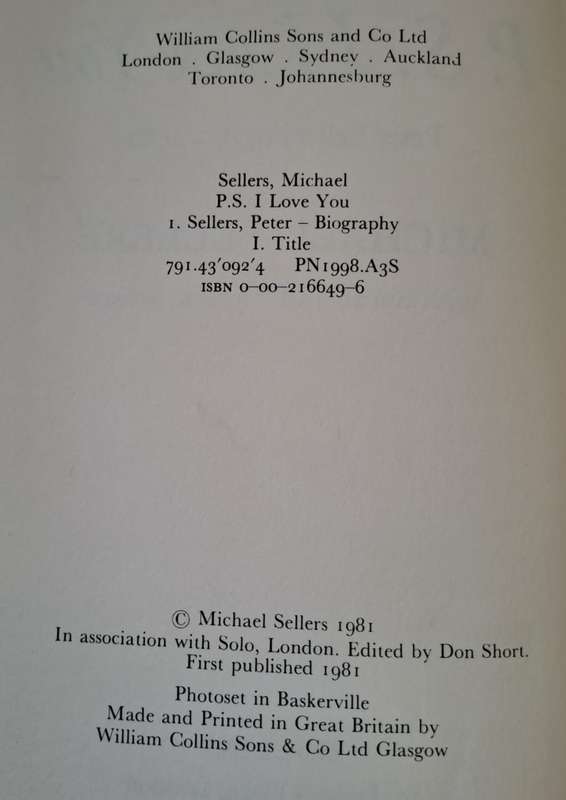 William Collins Sons and Co Ltd
London . Glasgow . Sydney . Auckland
Toronto . Johannesburg
Sellers, Michael
P.S. I Love You
1. Sellers, Peter – Biography
I. Title
791.43′092′4 PN1998.A3S
ISBN 0–00–216649–6
© Michael Sellers 1981
In association with Solo, London. Edited by Don Short.
First published 1981
Photoset in Baskerville
Made and Printed in Great Britain by
William Collins Sons & Co Ltd Glasgow